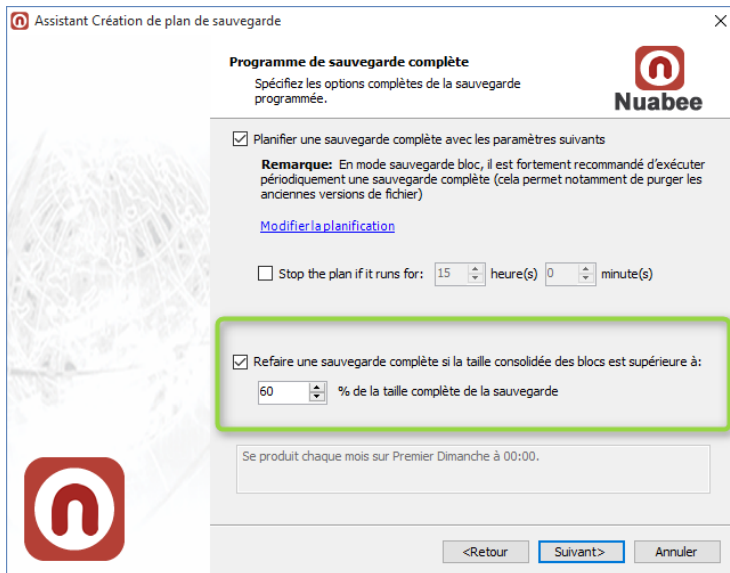 Assistant Création de plan de sauvegarde
Programme de sauvegarde complète
Spécifiez les options complètes de la sauvegarde
programmée.
Nuabee
Planifier une sauvegarde complète avec les paramètres suivants
Remarque: En mode sauvegarde bloc, il est fortement recommandé d'exécuter
périodiquement une sauvegarde complète (cela permet notamment de purger les
anciennes versions de fichier)
Modifier la planification
Stop the plan if it runs for: 15 heure(s) 0 minute(s)
Refaire une sauvegarde complète si la taille consolidée des blocs est supérieure à:
60 % de la taille complète de la sauvegarde
Se produit chaque mois sur Premier Dimanche à 00:00.
<Retour Suivant> Annuler